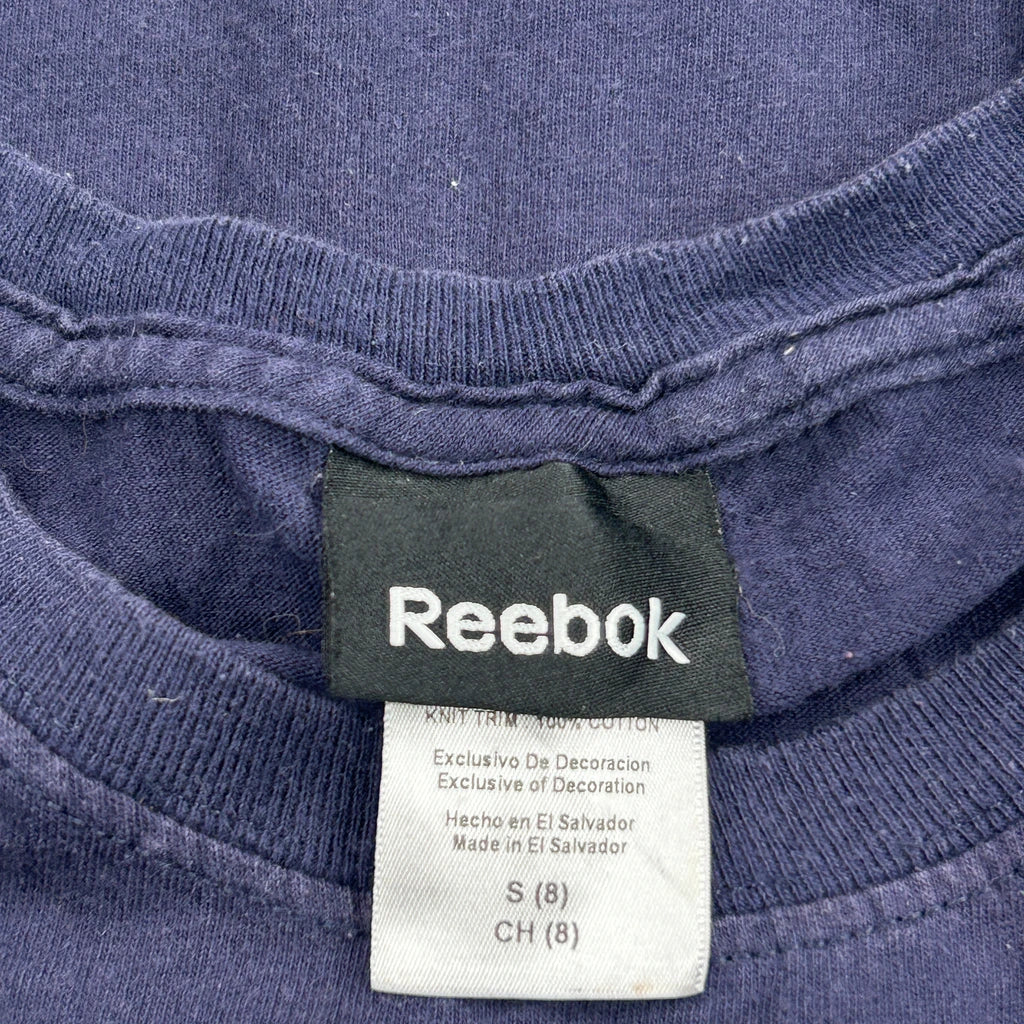 Reebok
KNIT TRIM 100% COTTON
Exclusivo De Decoracion
Exclusive of Decoration
Hecho en El Salvador
Made in El Salvador
S (8)
CH (8)